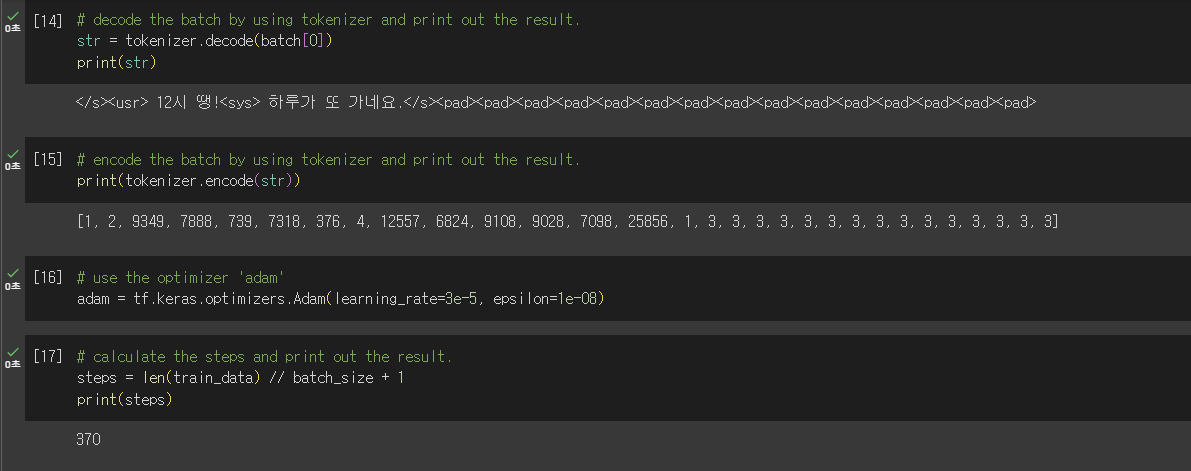 [14] # decode the batch by using tokenizer and print out the result.
0초
str = tokenizer.decode(batch[0])
print(str)
</s><usr> 12시 땡!<sys> 하루가 또 가네요.</s><pad><pad><pad><pad><pad><pad><pad><pad><pad><pad><pad><pad><pad><pad><pad>
[15] # encode the batch by using tokenizer and print out the result.
0초
print(tokenizer.encode(str))
[1, 2, 9349, 7888, 739, 7318, 376, 4, 12557, 6824, 9108, 9028, 7098, 25856, 1, 3, 3, 3, 3, 3, 3, 3, 3, 3, 3, 3, 3, 3, 3, 3]
[16] # use the optimizer 'adam'
0초
adam = tf.keras.optimizers.Adam(learning_rate=3e-5, epsilon=1e-08)
[17] # calculate the steps and print out the result.
0초
steps = len(train_data) // batch_size + 1
print(steps)
370